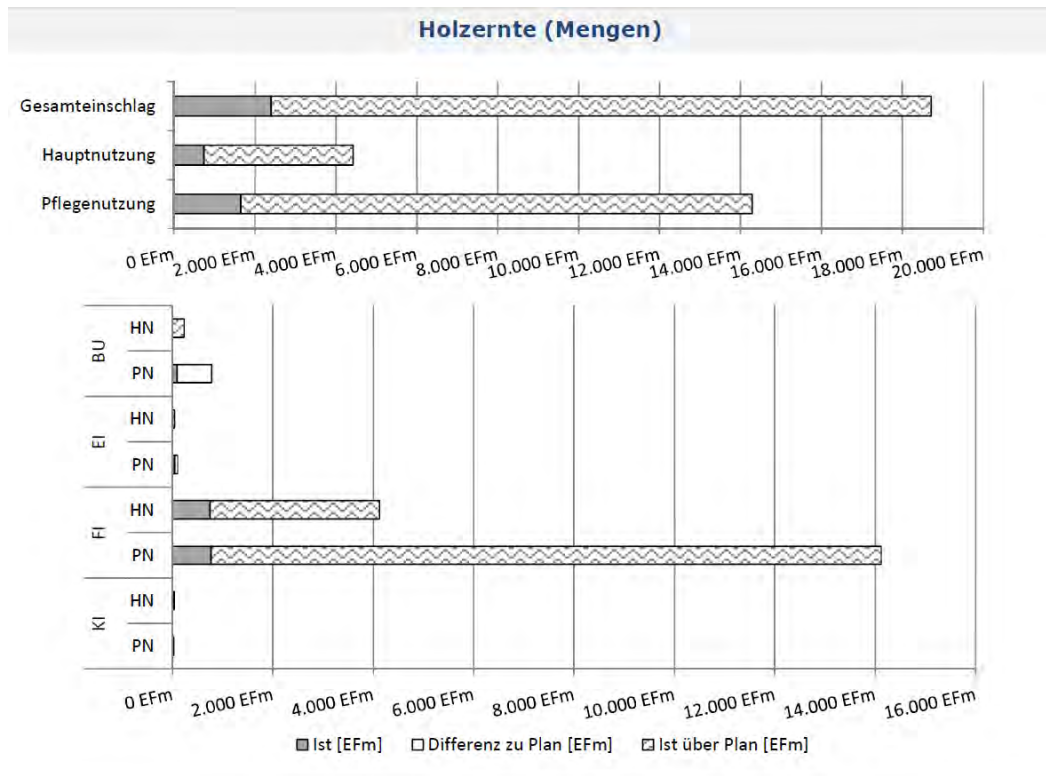 Holzernte (Mengen)
Gesamteinschlag
Hauptnutzung
Pflegenutzung
0 EFm 2.000 EFm 4.000 EFm 6.000 EFm 8.000 EFm 10.000 EFm 12.000 EFm 14.000 EFm 16.000 EFm 18.000 EFm 20.000 EFm
BU
HN
PN
EI
HN
PN
FI
HN
PN
KI
HN
PN
0 EFm 2.000 EFm 4.000 EFm 6.000 EFm 8.000 EFm 10.000 EFm 12.000 EFm 14.000 EFm 16.000 EFm
Ist [EFm] Differenz zu Plan [EFm] Ist über Plan [EFm]